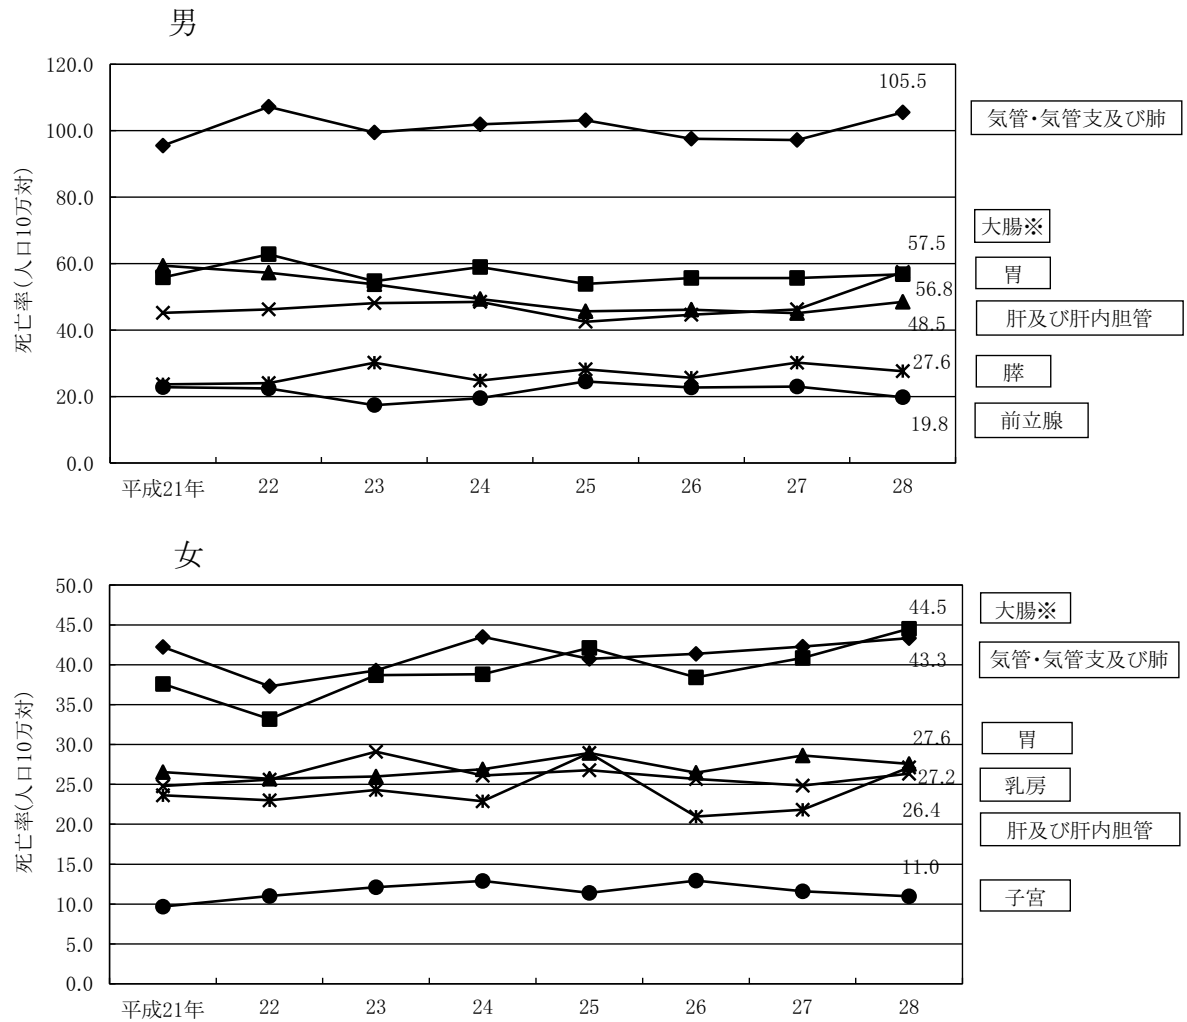 男
死亡率(人口10万対)
120.0
100.0
80.0
60.0
40.0
20.0
0.0
105.5
57.5
56.8
48.5
27.6
19.8
平成21年 22 23 24 25 26 27 28
気管・気管支及び肺
大腸※
胃
肝及び肝内胆管
膵
前立腺
女
死亡率(人口10万対)
50.0
45.0
40.0
35.0
30.0
25.0
20.0
15.0
10.0
5.0
0.0
44.5
43.3
27.6
27.2
26.4
11.0
平成21年 22 23 24 25 26 27 28
大腸※
気管・気管支及び肺
胃
乳房
肝及び肝内胆管
子宮